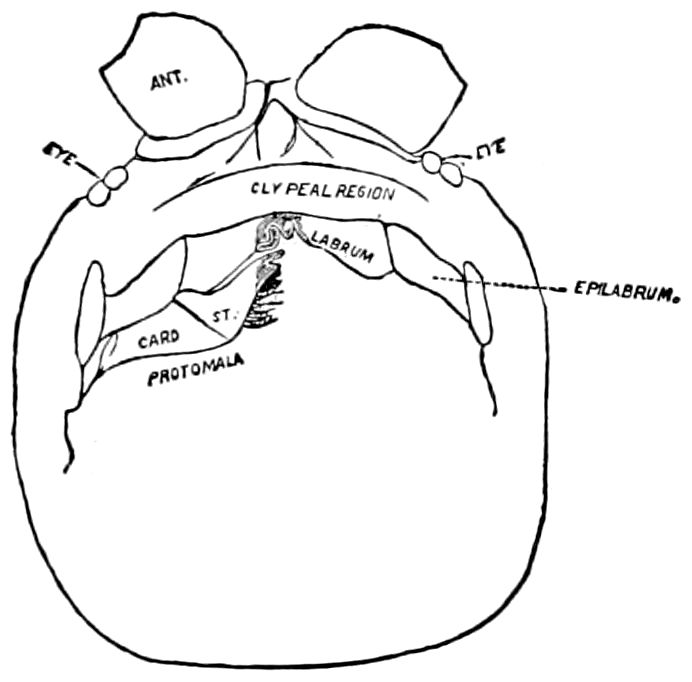 ANT.
EYE
EYE
CLYPEAL REGION
LABRUM
EPILABRUM.
ST.
CARD
PROTOMALA